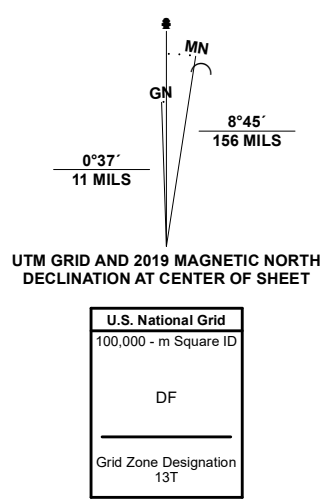 MN
GN
8°45´
156 MILS
0°37´
11 MILS
UTM GRID AND 2019 MAGNETIC NORTH
DECLINATION AT CENTER OF SHEET
U.S. National Grid
100,000 - m Square ID
DF
Grid Zone Designation
13T